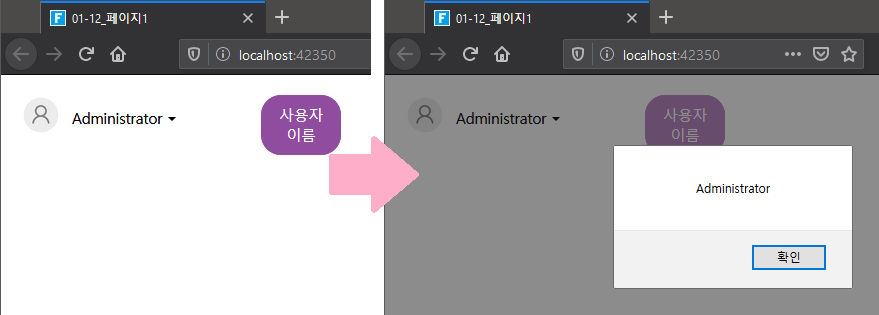 F 01-12_페이지1
localhost:42350
Administrator
사용자
이름
F 01-12_페이지1
localhost:42350
Administrator
사용자
이름
Administrator
확인